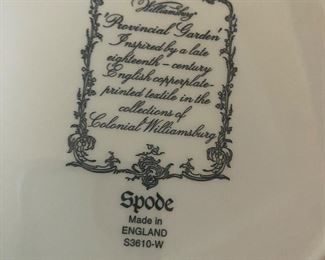 Williamsburg
Provincial Garden
Inspired by a late
eighteenth-century
English copperplate-
printed textile in the
collections of
Colonial Williamsburg
Spode
Made in
ENGLAND
S3610-W